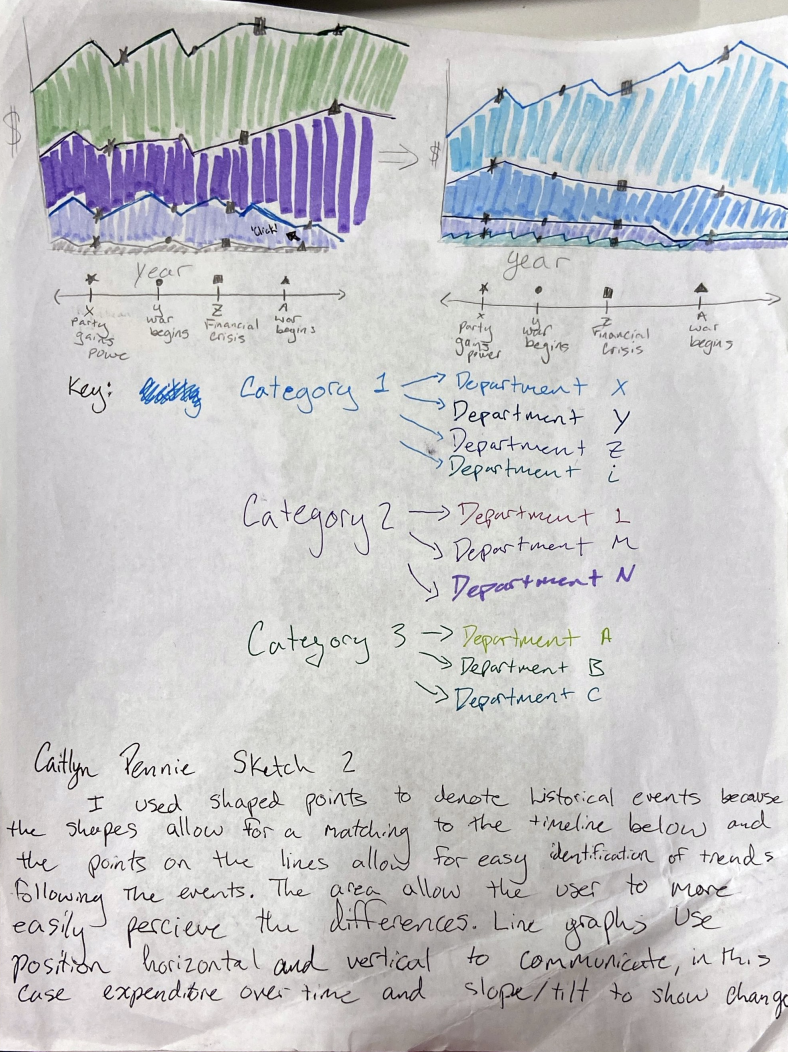 $
"Click!"
$
year
year
X
Y
Z
A
Party gains powe
war begins
Financial Crisis
war begins
X
Y
Z
A
Party gains power
war begins
Financial Crisis
war begins
Key:
Category 1
Department X
Department Y
Department Z
Department i
Category 2
Department L
Department M
Department N
Category 3
Department A
Department B
Department C
Caitlyn Pennie Sketch 2
I used shaped points to denote historical events because
the shapes allow for a matching to the timeline below and
the points on the lines allow for easy identification of trends
following the events. The area allow the user to more
easily percieve the differences. Line graphs use
position horizontal and vertical to communicate, in this
case expenditire over time and slope/tilt to show change